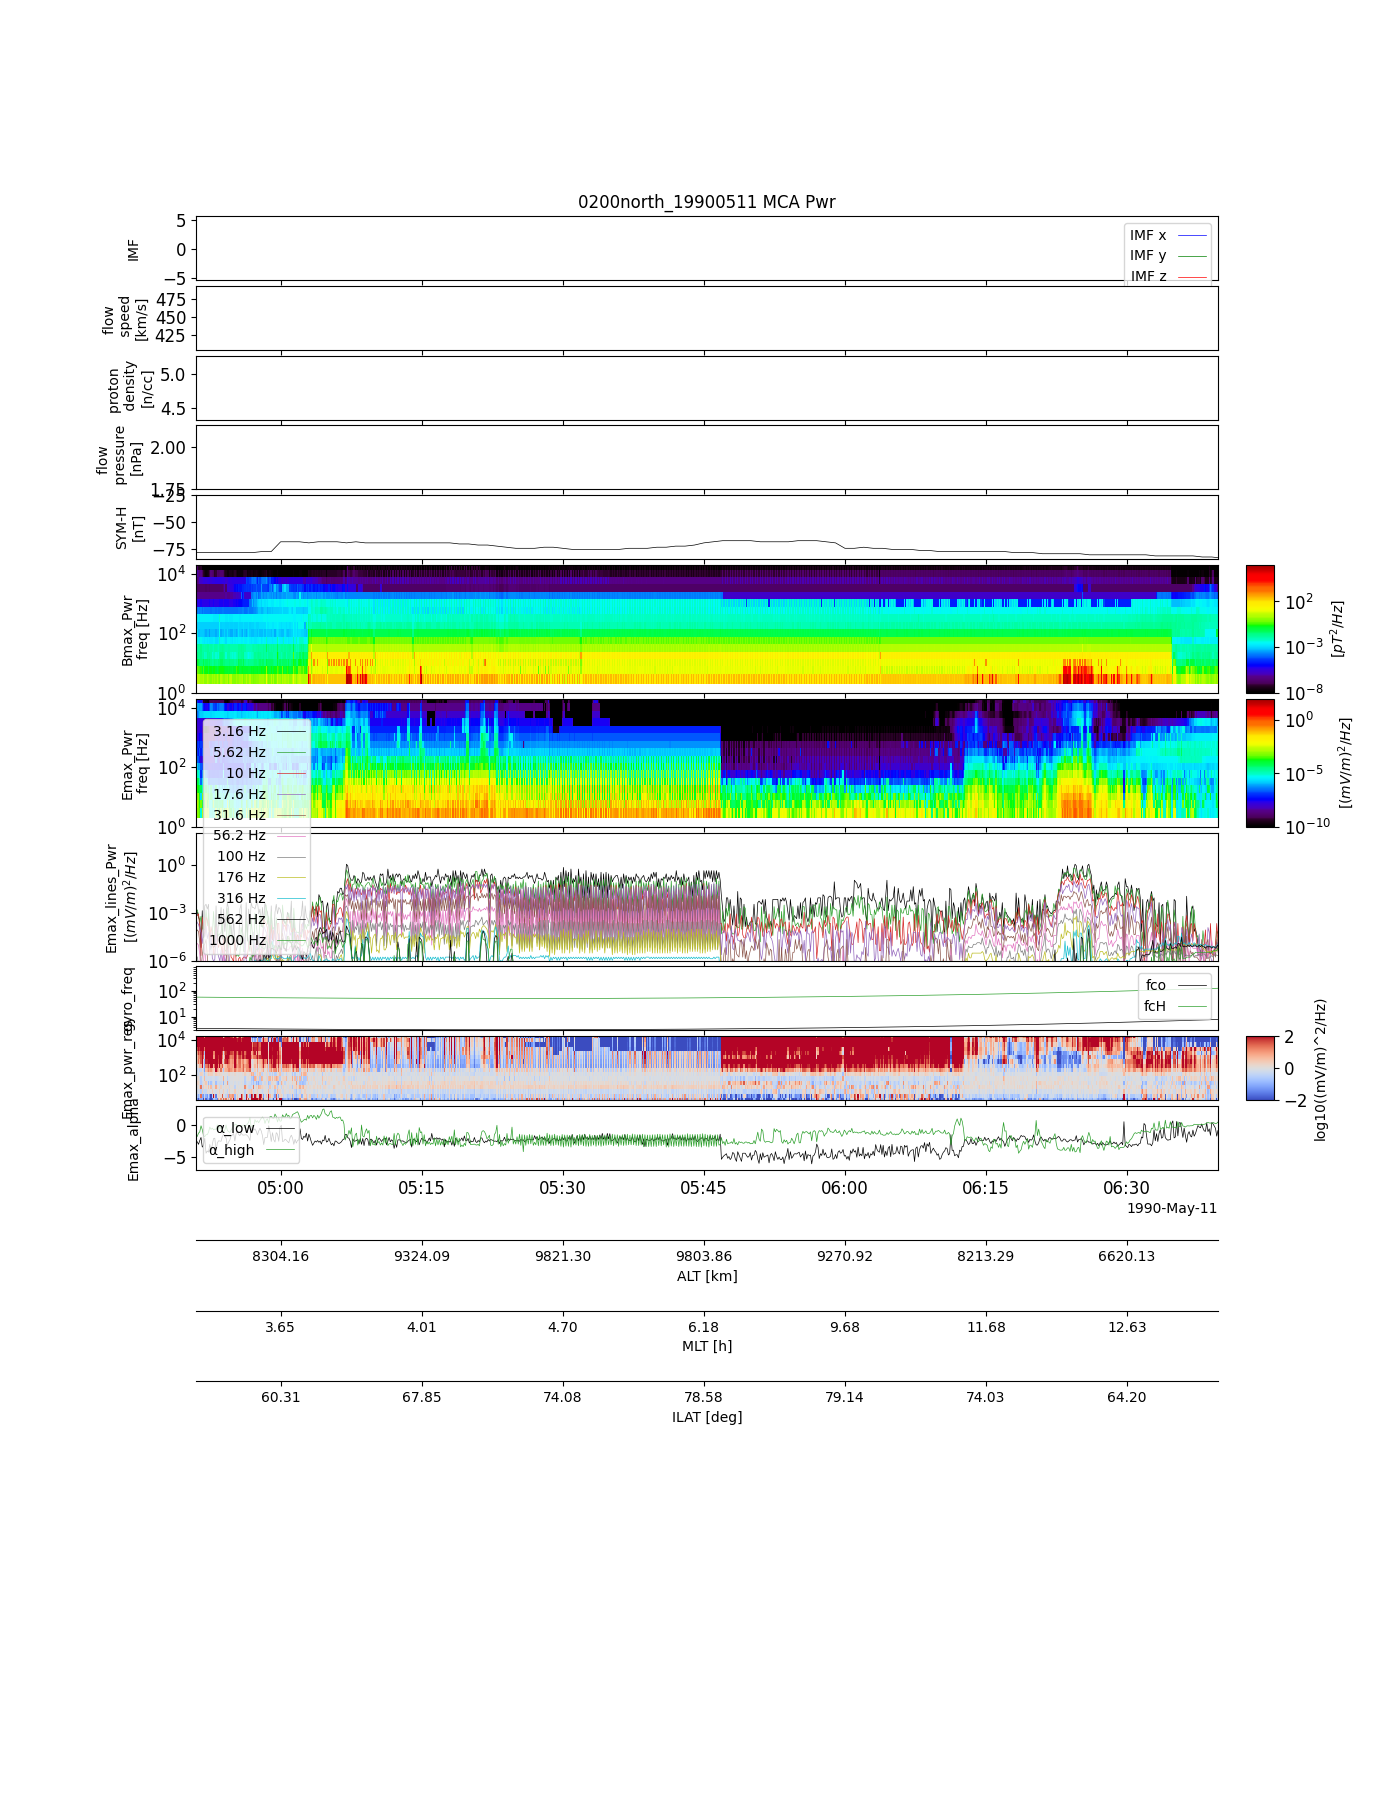 0200north_19900511 MCA Pwr
5
0
−5
IMF
IMF x
IMF y
IMF z
475
450
425
flow
speed
[km/s]
5.0
4.5
proton
density
[n/cc]
2.00
1.75
flow
pressure
[nPa]
−25
−50
−75
SYM-H
[nT]
10^4
10^2
10^0
Bmax_Pwr
freq [Hz]
10^2
10^−3
10^−8
[pT^2/Hz]
10^4
10^2
10^0
Emax_Pwr
freq [Hz]
10^0
10^−5
10^−10
[(mV/m)^2/Hz]
3.16 Hz
5.62 Hz
10 Hz
17.6 Hz
31.6 Hz
56.2 Hz
100 Hz
176 Hz
316 Hz
562 Hz
1000 Hz
10^0
10^−3
10^−6
Emax_lines_Pwr
[(mV/m)^2/Hz]
10^2
10^1
gyro_freq
fco
fcH
10^4
10^2
Emax_pwr_reg
2
0
−2
log10((mV/m)^2/Hz)
0
−5
Emax_alpha
α_low
α_high
05:00 05:15 05:30 05:45 06:00 06:15 06:30
1990-May-11
8304.16 9324.09 9821.30 9803.86 9270.92 8213.29 6620.13
ALT [km]
3.65 4.01 4.70 6.18 9.68 11.68 12.63
MLT [h]
60.31 67.85 74.08 78.58 79.14 74.03 64.20
ILAT [deg]